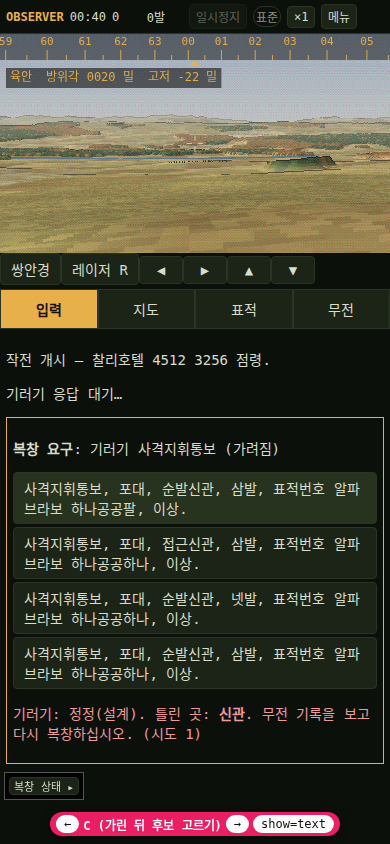 OBSERVER 00:40 0 0발 일시정지 표준 ×1 메뉴
59 60 61 62 63 00 01 02 03 04 05
육안 방위각 0020 밀 고저 -22 밀
쌍안경 레이저 R ◀ ▶ ▲ ▼
입력 지도 표적 무전
작전 개시 — 찰리호텔 4512 3256 점령.
기러기 응답 대기…
복창 요구: 기러기 사격지휘통보 (가려짐)
사격지휘통보, 포대, 순발신관, 삼발, 표적번호 알파
브라보 하나공공팔, 이상.
사격지휘통보, 포대, 접근신관, 삼발, 표적번호 알파
브라보 하나공공하나, 이상.
사격지휘통보, 포대, 순발신관, 넷발, 표적번호 알파
브라보 하나공공하나, 이상.
사격지휘통보, 포대, 순발신관, 삼발, 표적번호 알파
브라보 하나공공하나, 이상.
기러기: 정정(설계). 틀린 곳: 신관. 무전 기록을 보고
다시 복창하십시오. (시도 1)
복창 상태 ▸
← C (가린 뒤 후보 고르기) → show=text